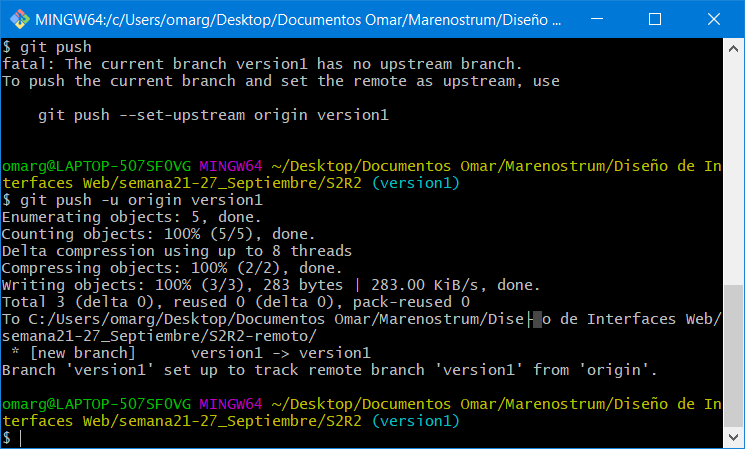 MINGW64:/c/Users/omarg/Desktop/Documentos Omar/Marenostrum/Diseño ...
$ git push
fatal: The current branch version1 has no upstream branch.
To push the current branch and set the remote as upstream, use
    git push --set-upstream origin version1
omarg@LAPTOP-507SF0VG MINGW64 ~/Desktop/Documentos Omar/Marenostrum/Diseño de In
terfaces Web/semana21-27_Septiembre/S2R2 (version1)
$ git push -u origin version1
Enumerating objects: 5, done.
Counting objects: 100% (5/5), done.
Delta compression using up to 8 threads
Compressing objects: 100% (2/2), done.
Writing objects: 100% (3/3), 283 bytes | 283.00 KiB/s, done.
Total 3 (delta 0), reused 0 (delta 0), pack-reused 0
To C:/Users/omarg/Desktop/Documentos Omar/Marenostrum/Dise├▒o de Interfaces Web/
semana21-27_Septiembre/S2R2-remoto/
 * [new branch]      version1 -> version1
Branch 'version1' set up to track remote branch 'version1' from 'origin'.
omarg@LAPTOP-507SF0VG MINGW64 ~/Desktop/Documentos Omar/Marenostrum/Diseño de In
terfaces Web/semana21-27_Septiembre/S2R2 (version1)
$